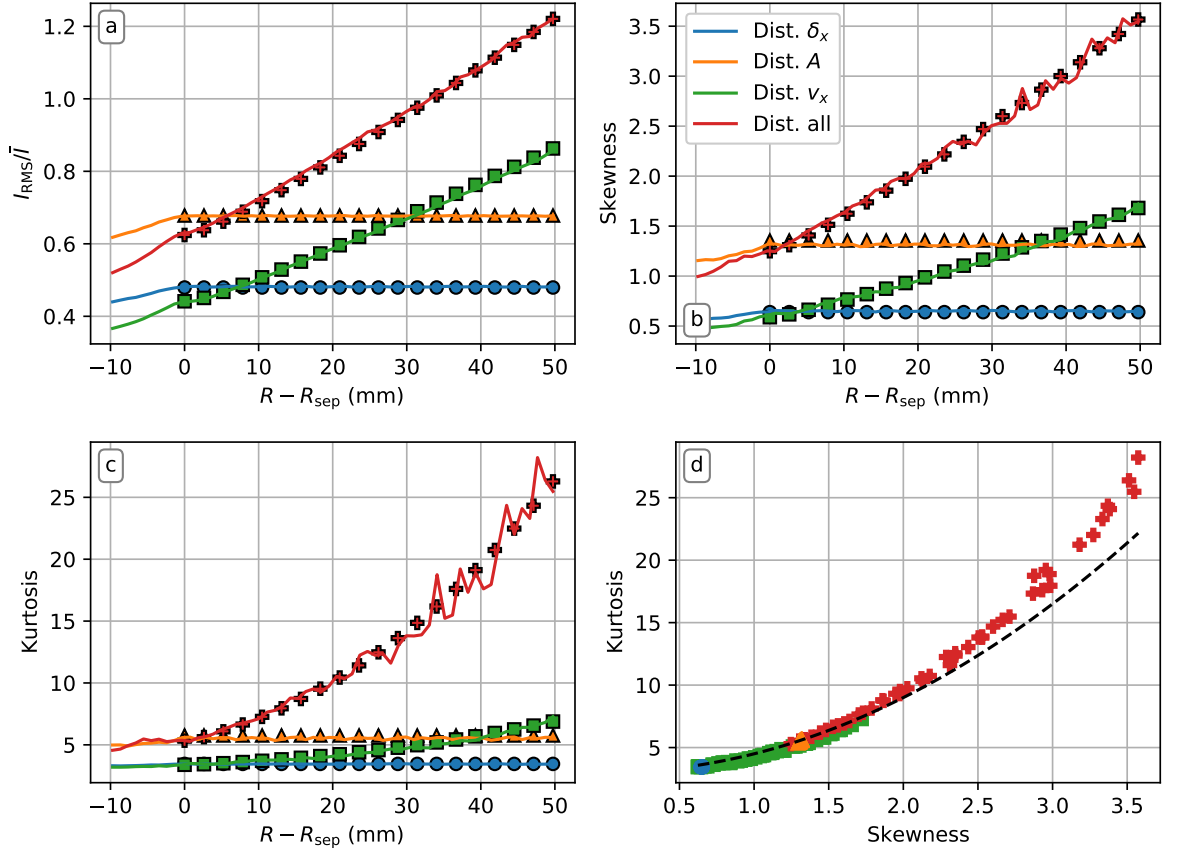 a
1.2
1.0
0.8
0.6
0.4
I_RMS/Ī
−10 0 10 20 30 40 50
R − R_sep (mm)
b
Dist. δ_x
Dist. A
Dist. v_x
Dist. all
3.5
3.0
2.5
2.0
1.5
1.0
0.5
Skewness
−10 0 10 20 30 40 50
R − R_sep (mm)
c
25
20
15
10
5
Kurtosis
−10 0 10 20 30 40 50
R − R_sep (mm)
d
25
20
15
10
5
Kurtosis
0.5 1.0 1.5 2.0 2.5 3.0 3.5
Skewness